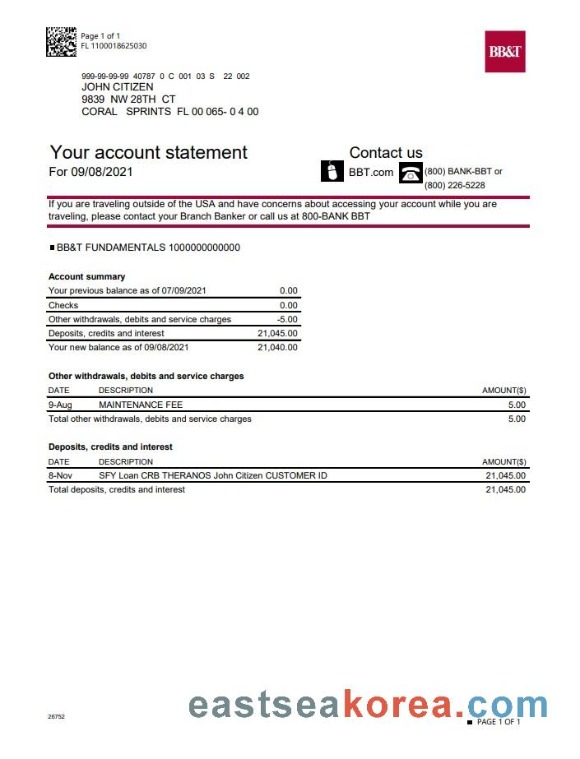 Page 1 of 1
FL 1100018625030
BB&T
999-99-99-99 40787 0 C 001 03 S 22 002
JOHN CITIZEN
9839 NW 28TH CT
CORAL SPRINTS FL 00 065- 0 4 00
Your account statement
For 09/08/2021
Contact us
BBT.com
(800) BANK-BBT or
(800) 226-5228
If you are traveling outside of the USA and have concerns about accessing your account while you are
traveling, please contact your Branch Banker or call us at 800-BANK BBT
BB&T FUNDAMENTALS 1000000000000
Account summary
Your previous balance as of 07/09/2021 0.00
Checks 0.00
Other withdrawals, debits and service charges -5.00
Deposits, credits and interest 21,045.00
Your new balance as of 09/08/2021 21,040.00
Other withdrawals, debits and service charges
DATE DESCRIPTION AMOUNT($)
9-Aug MAINTENANCE FEE 5.00
Total other withdrawals, debits and service charges 5.00
Deposits, credits and interest
DATE DESCRIPTION AMOUNT($)
8-Nov SFY Loan CRB THERANOS John Citizen CUSTOMER ID 21,045.00
Total deposits, credits and interest 21,045.00
eastseakorea.com
26752
PAGE 1 OF 1